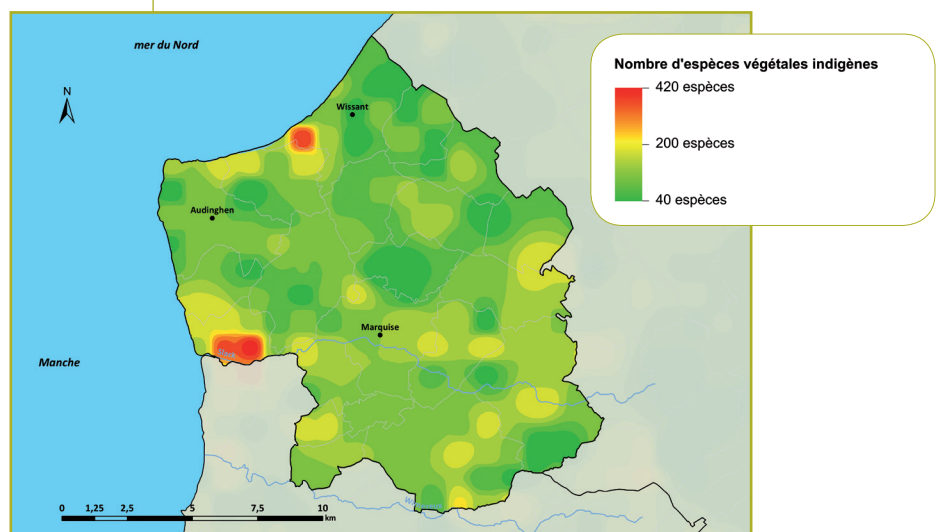 mer du Nord
Nombre d'espèces végétales indigènes
420 espèces
200 espèces
40 espèces
N
Wissant
Audinghen
Marquise
Manche
0 1,25 2,5 5 7,5 10
km